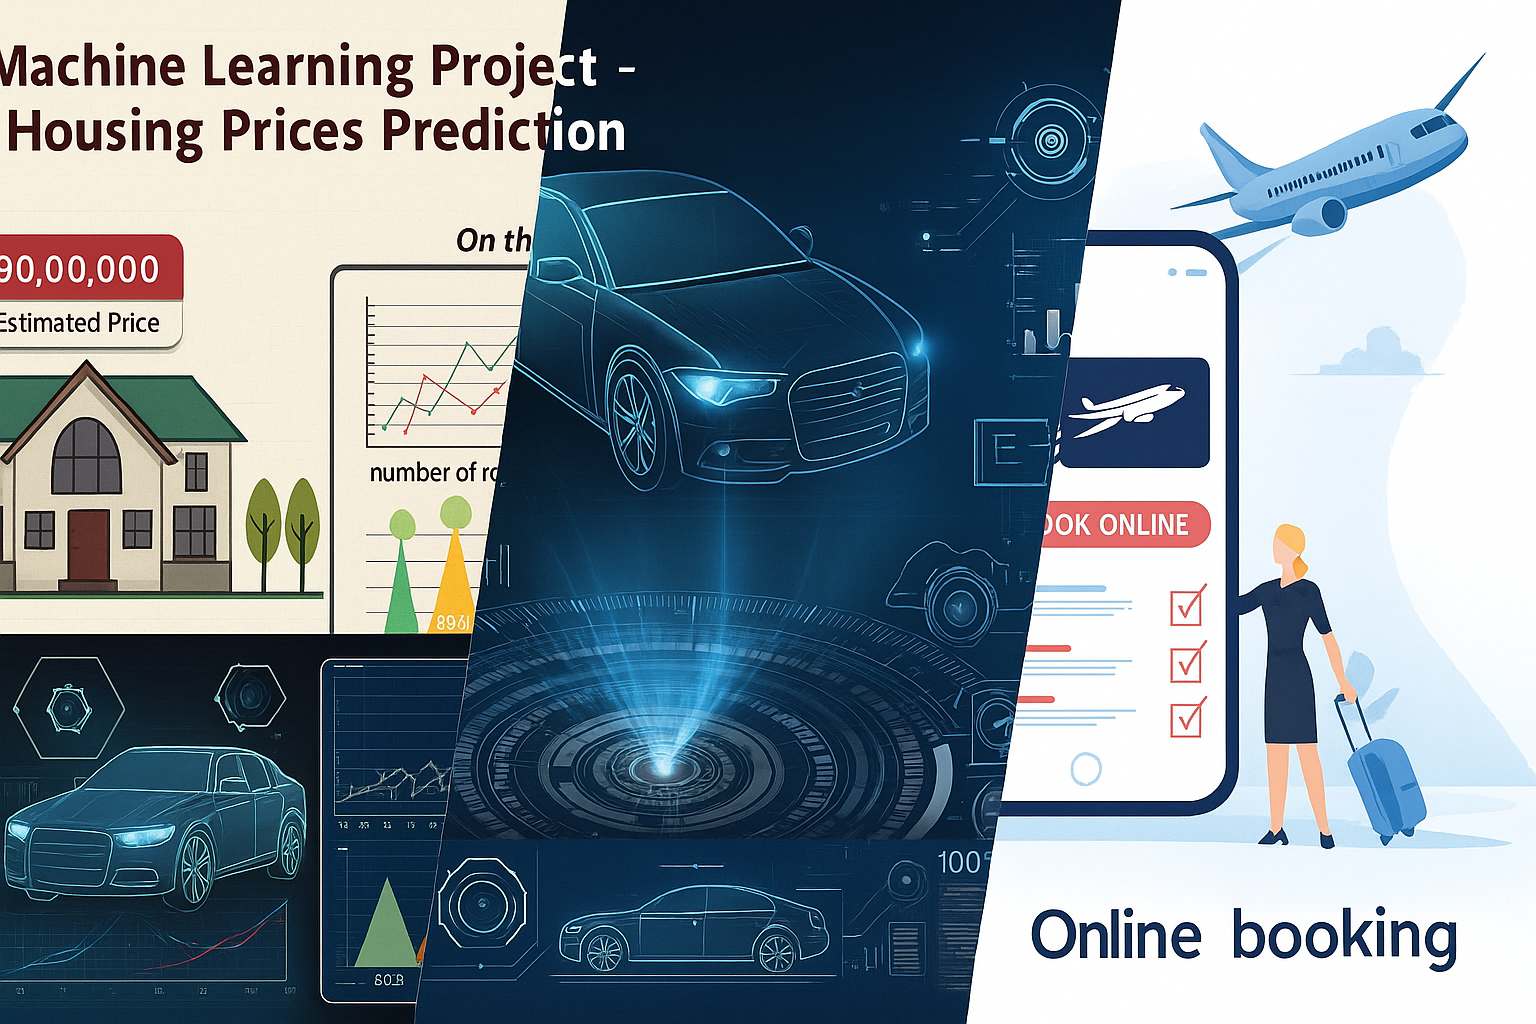 Machine Learning Project -
Housing Prices Prediction
90,00,000
Estimated Price
On th
number of ro
896
OOK ONLINE
80
100
Online booking